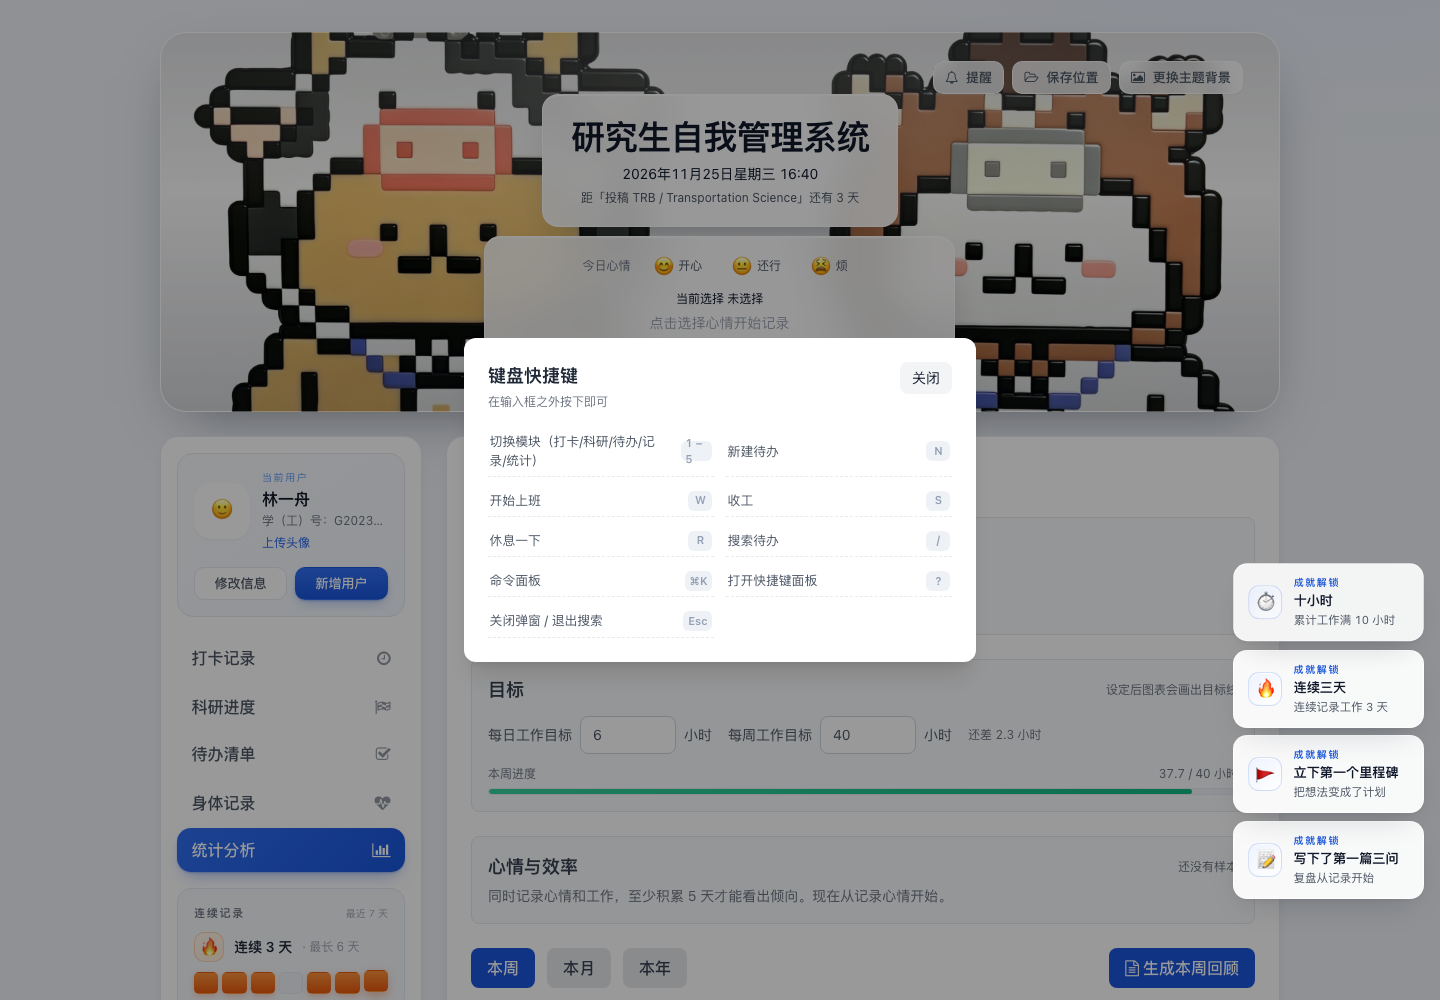 提醒
保存位置
更换主题背景
研究生自我管理系统
2026年11月25日星期三 16:40
距「投稿 TRB / Transportation Science」还有 3 天
今日心情
开心
还行
烦
当前选择 未选择
点击选择心情开始记录
键盘快捷键
关闭
在输入框之外按下即可
切换模块（打卡/科研/待办/记
录/统计）
1 –
5
新建待办
N
开始上班
W
收工
S
休息一下
R
搜索待办
/
命令面板
⌘K
打开快捷键面板
?
关闭弹窗 / 退出搜索
Esc
当前用户
林一舟
学（工）号：G2023...
上传头像
修改信息
新增用户
打卡记录
科研进度
待办清单
身体记录
统计分析
连续记录
最近 7 天
连续 3 天
· 最长 6 天
目标
设定后图表会画出目标线
每日工作目标
6
小时
每周工作目标
40
小时
还差 2.3 小时
本周进度
37.7 / 40 小时
心情与效率
还没有样本
同时记录心情和工作，至少积累 5 天才能看出倾向。现在从记录心情开始。
本周
本月
本年
生成本周回顾
成就解锁
十小时
累计工作满 10 小时
成就解锁
连续三天
连续记录工作 3 天
成就解锁
立下第一个里程碑
把想法变成了计划
成就解锁
写下了第一篇三问
复盘从记录开始